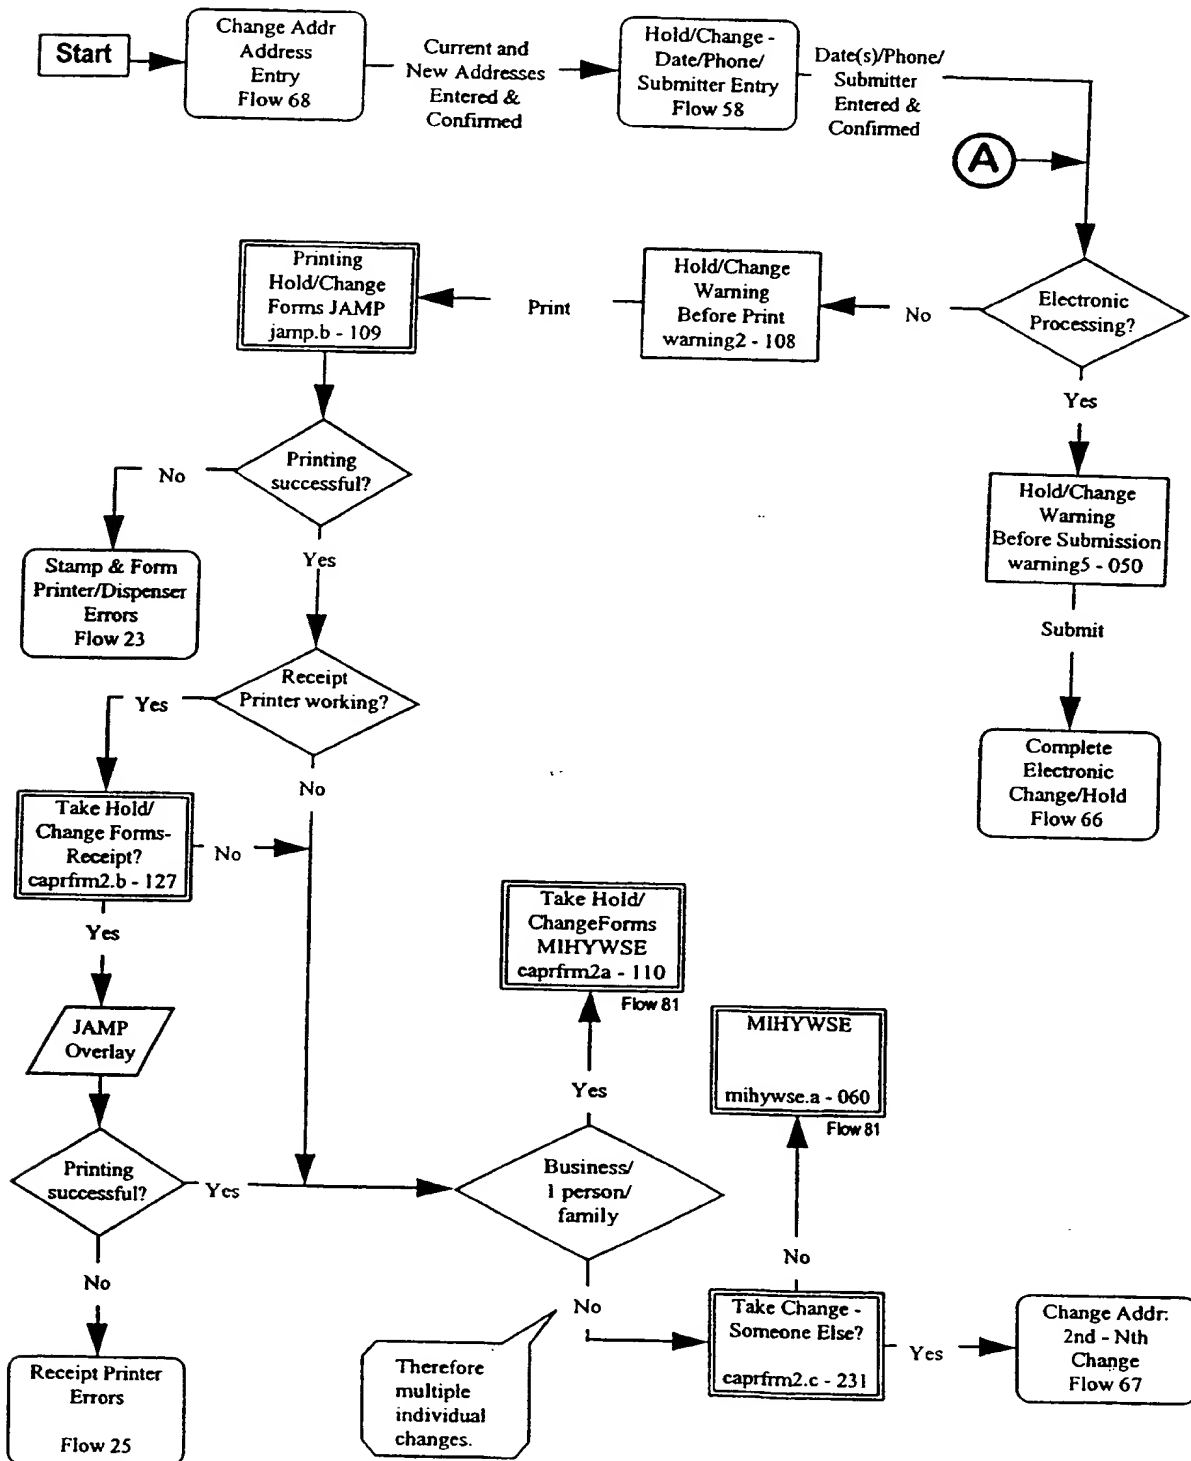 Start
Change Addr
Address
Entry
Flow 68
Current and
New Addresses
Entered &
Confirmed
Hold/Change -
Date/Phone/
Submitter Entry
Flow 58
Date(s)/Phone/
Submitter
Entered &
Confirmed
A
Electronic
Processing?
No
Hold/Change
Warning
Before Print
warning2 - 108
Print
Printing
Hold/Change
Forms JAMP
jamp.b - 109
Yes
Hold/Change
Warning
Before Submission
warning5 - 050
Submit
Complete
Electronic
Change/Hold
Flow 66
Printing
successful?
No
Stamp & Form
Printer/Dispenser
Errors
Flow 23
Yes
Receipt
Printer working?
Yes
No
Take Hold/
Change Forms-
Receipt?
caprfrm2.b - 127
No
Yes
JAMP
Overlay
Printing
successful?
Yes
No
Receipt Printer
Errors
Flow 25
Business/
1 person/
family
Yes
Take Hold/
ChangeForms
MIHYWSE
caprfrm2a - 110
Flow 81
No
Therefore
multiple
individual
changes.
Take Change -
Someone Else?
caprfrm2.c - 231
No
MIHYWSE
mihywse.a - 060
Flow 81
Yes
Change Addr:
2nd - Nth
Change
Flow 67